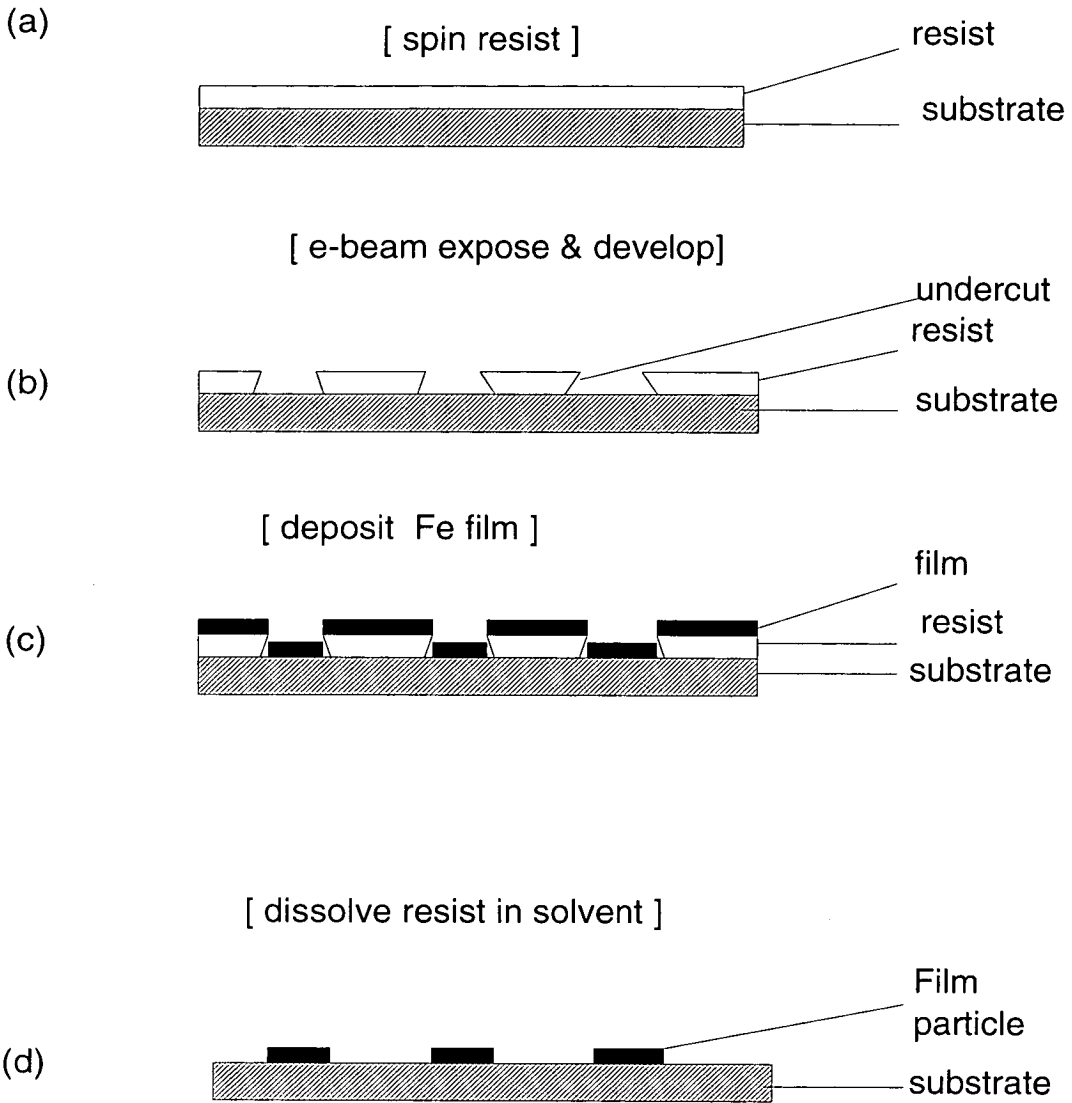 (a)
[ spin resist ]
resist
substrate
[ e-beam expose & develop]
undercut
resist
(b)
substrate
[ deposit Fe film ]
film
resist
(c)
substrate
[ dissolve resist in solvent ]
Film
particle
(d)
substrate